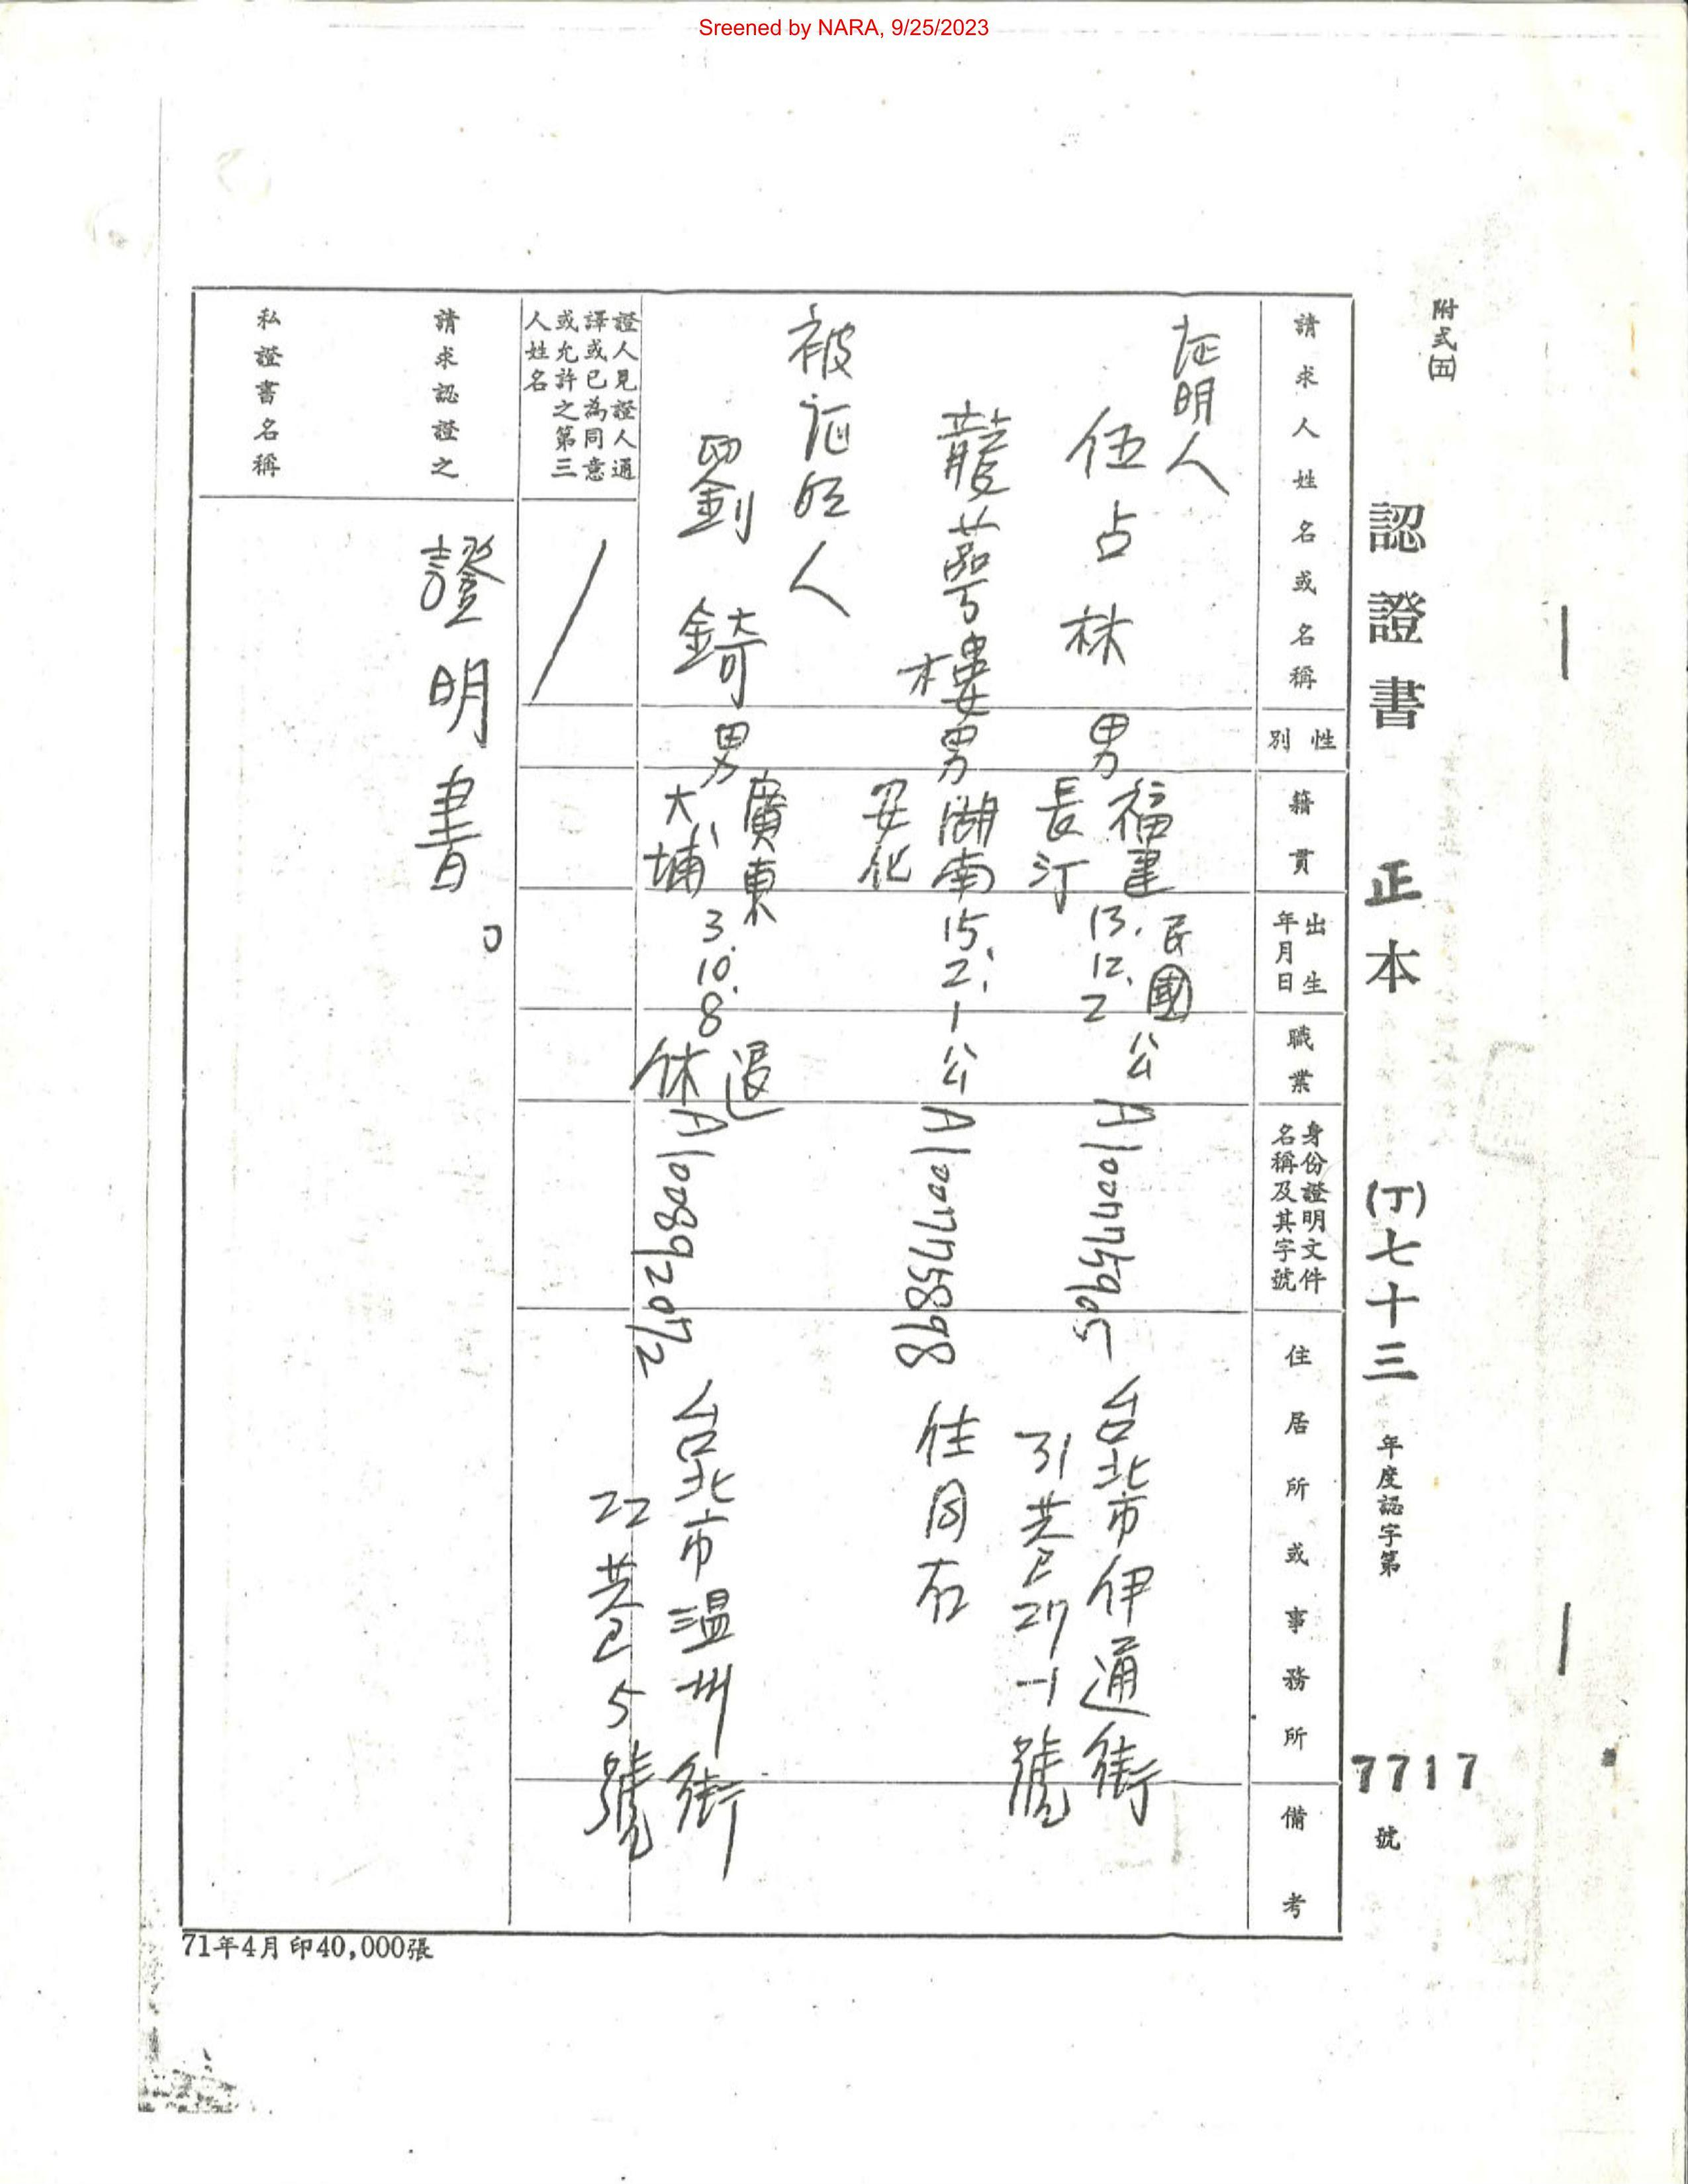 Sreened by NARA, 9/25/2023
附式(五)
認證書 正本 (丁)七十三年度認字第7717號
請求人姓名或名稱
性別
籍貫
出生年月日
職業
身份證明文件名稱及其字號
住居所或事務所
備考
証明人
伍占林
男
福建
長汀
民國
13.12.2
公
A100775905
台北市伊通街
31巷27-1號
萼樓
男
湖南
安化
15.2.1
公
A100775898
住同右
被証明人
劉錡
男
廣東
大埔
3.10.8
退休
A100892072
台北市温州街
22巷5號
證人見證人通
譯或已為同意
或允許之第三
人姓名
請求認證之
私證書名稱
證明書。
71年4月印40,000張